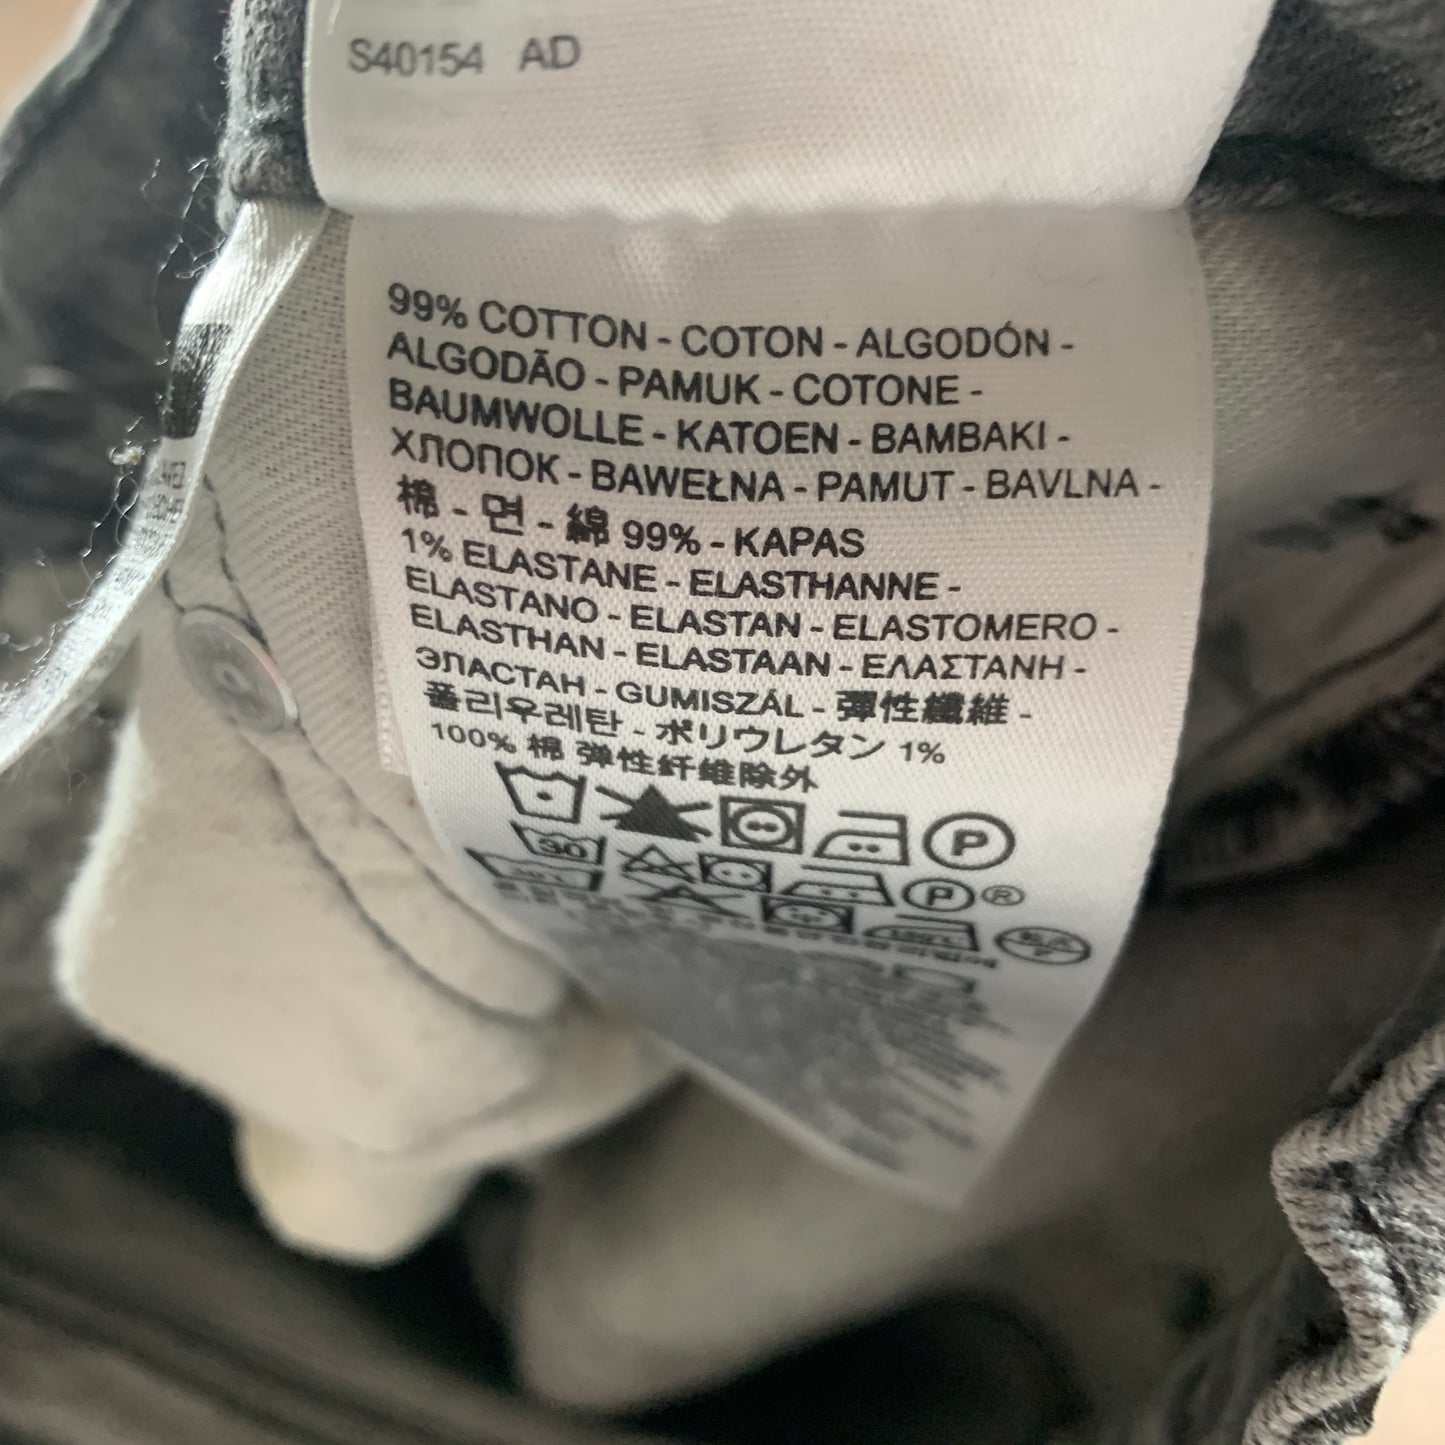 S40154 AD
99% COTTON - COTON - ALGODÓN -
ALGODÃO - PAMUK - COTONE -
BAUMWOLLE - KATOEN - BAMBAKI -
ХЛОПОК - BAWEŁNA - PAMUT - BAVLNA -
棉 - 면 - 綿 99% - KAPAS
1% ELASTANE - ELASTHANNE -
ELASTANO - ELASTAN - ELASTOMERO -
ELASTHAN - ELASTAAN - ΕΛΑΣΤΑΝΗ -
ЭЛАСТАН - GUMISZÁL - 彈性纖維 -
폴리우레탄 - ポリウレタン 1%
100% 棉 弹性纤维除外
P
30 P ®